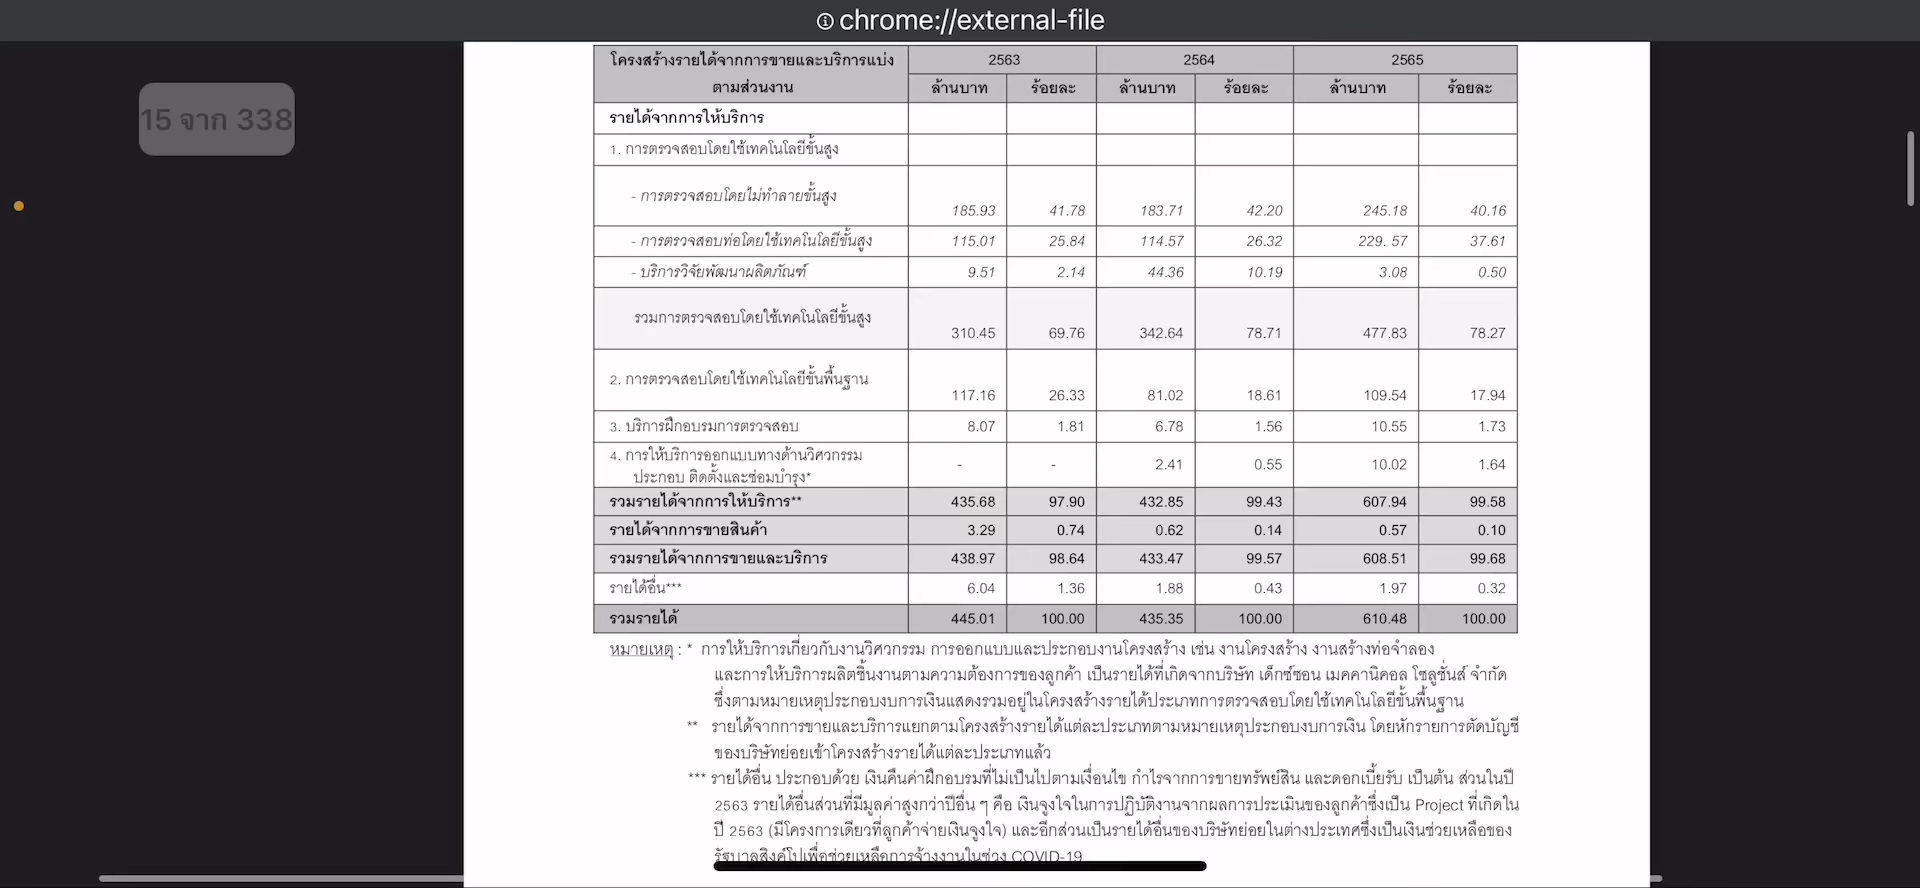 chrome://external-file
15 จาก 338
โครงสร้างรายได้จากการขายและบริการแบ่งตามส่วนงาน 2563 2564 2565
ล้านบาท ร้อยละ ล้านบาท ร้อยละ ล้านบาท ร้อยละ
รายได้จากการให้บริการ
1. การตรวจสอบโดยใช้เทคโนโลยีขั้นสูง
- การตรวจสอบโดยไม่ทำลายขั้นสูง 185.93 41.78 183.71 42.20 245.18 40.16
- การตรวจสอบท่อโดยใช้เทคโนโลยีขั้นสูง 115.01 25.84 114.57 26.32 229. 57 37.61
- บริการวิจัยพัฒนาผลิตภัณฑ์ 9.51 2.14 44.36 10.19 3.08 0.50
รวมการตรวจสอบโดยใช้เทคโนโลยีขั้นสูง 310.45 69.76 342.64 78.71 477.83 78.27
2. การตรวจสอบโดยใช้เทคโนโลยีขั้นพื้นฐาน 117.16 26.33 81.02 18.61 109.54 17.94
3. บริการฝึกอบรมการตรวจสอบ 8.07 1.81 6.78 1.56 10.55 1.73
4. การให้บริการออกแบบทางด้านวิศวกรรม
ประกอบ ติดตั้งและซ่อมบำรุง* - - 2.41 0.55 10.02 1.64
รวมรายได้จากการให้บริการ** 435.68 97.90 432.85 99.43 607.94 99.58
รายได้จากการขายสินค้า 3.29 0.74 0.62 0.14 0.57 0.10
รวมรายได้จากการขายและบริการ 438.97 98.64 433.47 99.57 608.51 99.68
รายได้อื่น*** 6.04 1.36 1.88 0.43 1.97 0.32
รวมรายได้ 445.01 100.00 435.35 100.00 610.48 100.00
หมายเหตุ : * การให้บริการเกี่ยวกับงานวิศวกรรม การออกแบบและประกอบงานโครงสร้าง เช่น งานโครงสร้าง งานสร้างท่อจำลอง
และการให้บริการผลิตชิ้นงานตามความต้องการของลูกค้า เป็นรายได้ที่เกิดจากบริษัท เด็กซ์ซอน เมคคานิคอล โซลูชั่นส์ จำกัด
ซึ่งตามหมายเหตุประกอบงบการเงินแสดงรวมอยู่ในโครงสร้างรายได้ประเภทการตรวจสอบโดยใช้เทคโนโลยีขั้นพื้นฐาน
** รายได้จากการขายและบริการแยกตามโครงสร้างรายได้แต่ละประเภทตามหมายเหตุประกอบงบการเงิน โดยหักรายการตัดบัญชี
ของบริษัทย่อยเข้าโครงสร้างรายได้แต่ละประเภทแล้ว
*** รายได้อื่น ประกอบด้วย เงินคืนค่าฝึกอบรมที่ไม่เป็นไปตามเงื่อนไข กำไรจากการขายทรัพย์สิน และดอกเบี้ยรับ เป็นต้น ส่วนในปี
2563 รายได้อื่นส่วนที่มีมูลค่าสูงกว่าปีอื่น ๆ คือ เงินจูงใจในการปฏิบัติงานจากผลการประเมินของลูกค้าซึ่งเป็น Project ที่เกิดใน
ปี 2563 (มีโครงการเดียวที่ลูกค้าจ่ายเงินจูงใจ) และอีกส่วนเป็นรายได้อื่นของบริษัทย่อยในต่างประเทศซึ่งเป็นเงินช่วยเหลือของ
รัฐบาลสิงค์โปเพื่อช่วยเหลือการจ้างงานในช่วง COVID-19